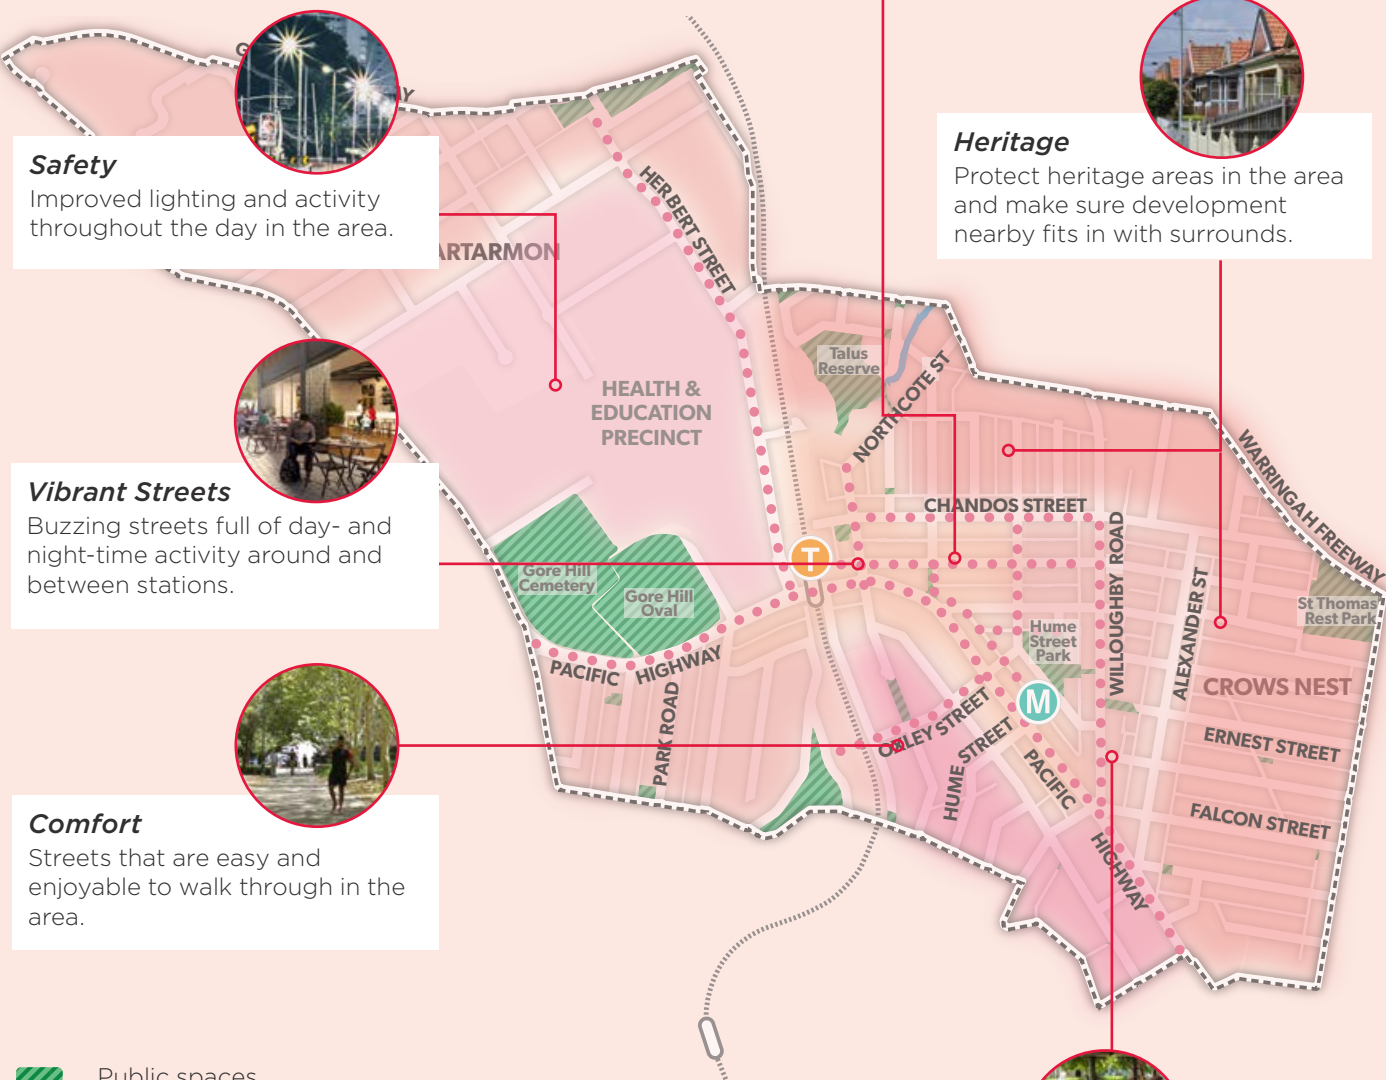 Safety
Improved lighting and activity
throughout the day in the area.
Heritage
Protect heritage areas in the area
and make sure development
nearby fits in with surrounds.
ARTARMON
HERBERT STREET
HEALTH &
EDUCATION
PRECINCT
Talus
Reserve
NORTHCOTE ST
WARRINGAH FREEWAY
Vibrant Streets
Buzzing streets full of day- and
night-time activity around and
between stations.
CHANDOS STREET
WILLOUGHBY ROAD
ALEXANDER ST
T
Gore Hill
Cemetery
Gore Hill
Oval
St Thomas
Rest Park
Hume
Street
Park
PACIFIC HIGHWAY
PARK ROAD
M
CROWS NEST
OXLEY STREET
HUME STREET
PACIFIC HIGHWAY
ERNEST STREET
FALCON STREET
Comfort
Streets that are easy and
enjoyable to walk through in the
area.
Public spaces